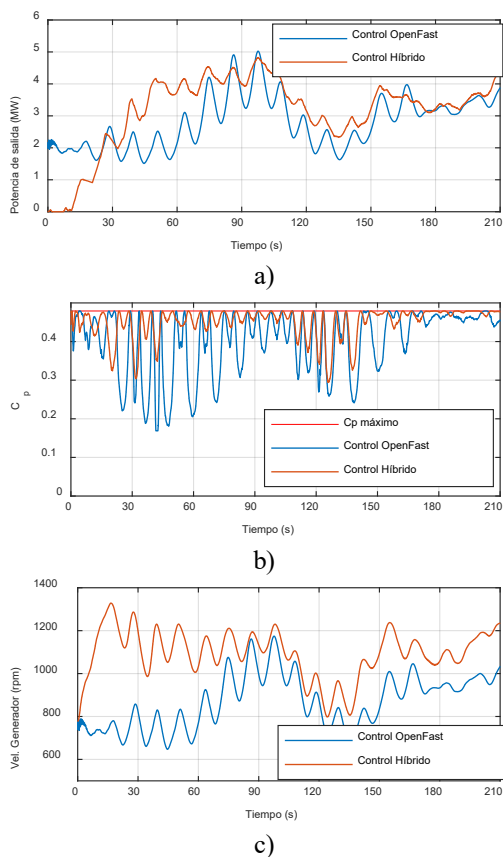 6
5
4
3
2
1
0
Potencia de salida (MW)
Control OpenFast
Control Híbrido
0 30 60 90 120 150 180 210
Tiempo (s)
a)
0.4
0.3
0.2
0.1
0
C p
Cp máximo
Control OpenFast
Control Híbrido
0 30 60 90 120 150 180 210
Tiempo (s)
b)
1400
1200
1000
800
600
Vel. Generador (rpm)
Control OpenFast
Control Híbrido
0 30 60 90 120 150 180 210
Tiempo (s)
c)